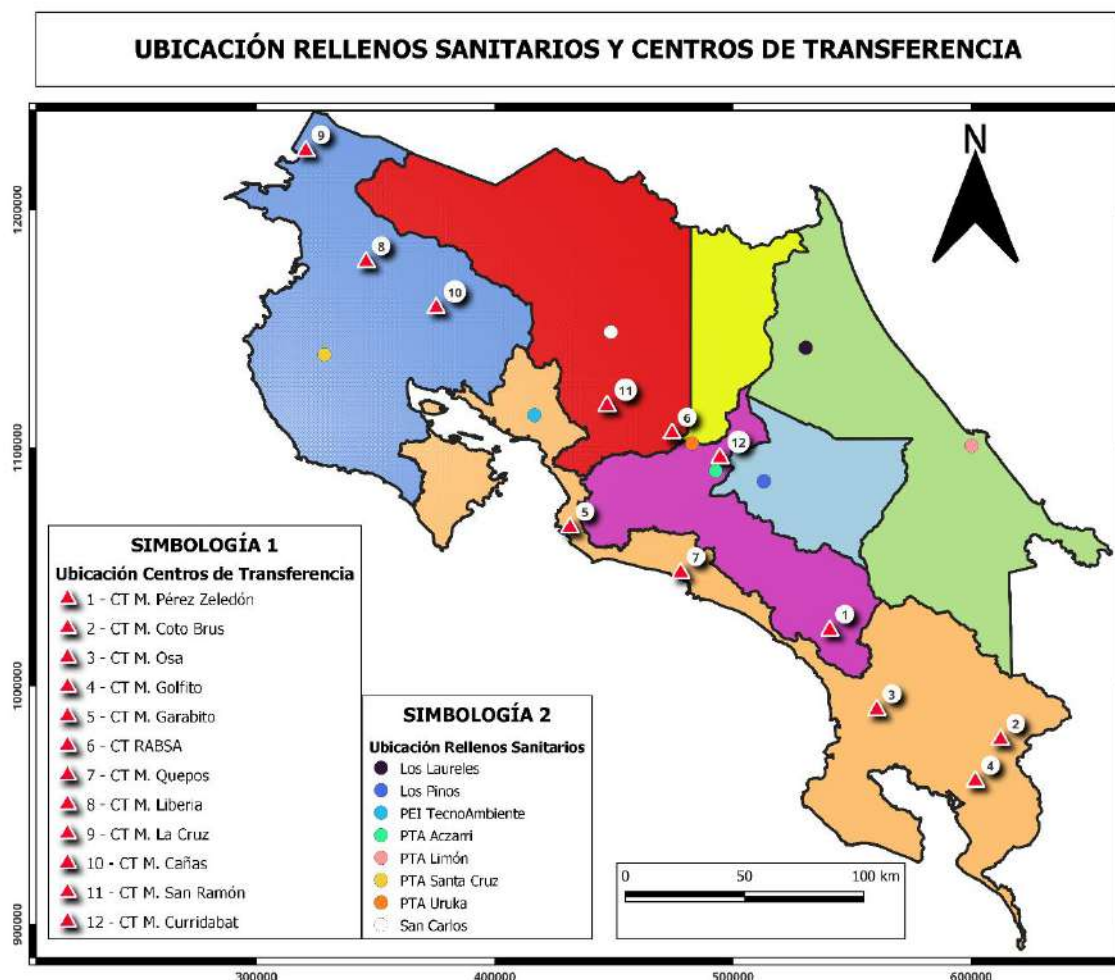 UBICACIÓN RELLENOS SANITARIOS Y CENTROS DE TRANSFERENCIA
N
9
8
10
11
6
12
5
7
1
3
2
4
1200000
1100000
1000000
900000
300000
400000
500000
600000
SIMBOLOGÍA 1
Ubicación Centros de Transferencia
1 - CT M. Pérez Zeledón
2 - CT M. Coto Brus
3 - CT M. Osa
4 - CT M. Golfito
5 - CT M. Garabito
6 - CT RABSA
7 - CT M. Quepos
8 - CT M. Liberia
9 - CT M. La Cruz
10 - CT M. Cañas
11 - CT M. San Ramón
12 - CT M. Curridabat
SIMBOLOGÍA 2
Ubicación Rellenos Sanitarios
Los Laureles
Los Pinos
PEI TecnoAmbiente
PTA Aczarri
PTA Limón
PTA Santa Cruz
PTA Uruka
San Carlos
0 50 100 km